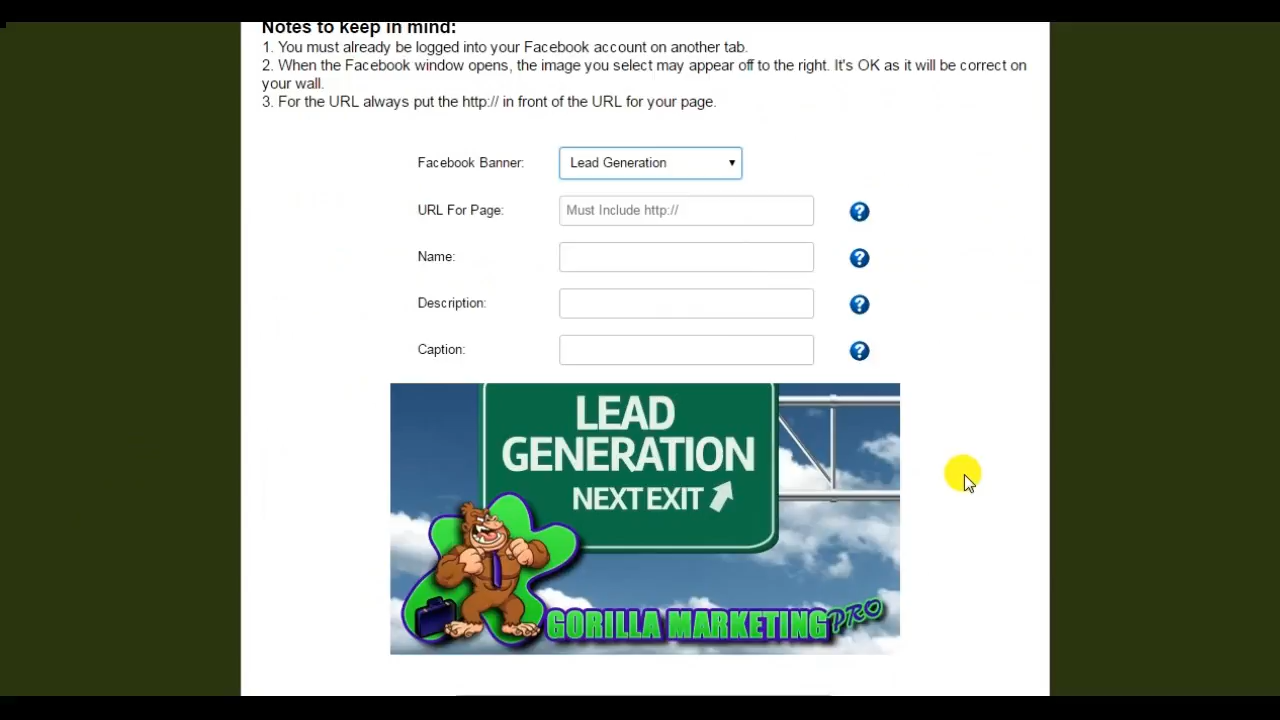 Notes to keep in mind:
1. You must already be logged into your Facebook account on another tab.
2. When the Facebook window opens, the image you select may appear off to the right. It's OK as it will be correct on
your wall.
3. For the URL always put the http:// in front of the URL for your page.
Facebook Banner: Lead Generation
URL For Page: Must Include http:// ?
Name: ?
Description: ?
Caption: ?
LEAD
GENERATION
NEXT EXIT
GORILLA MARKETING PRO